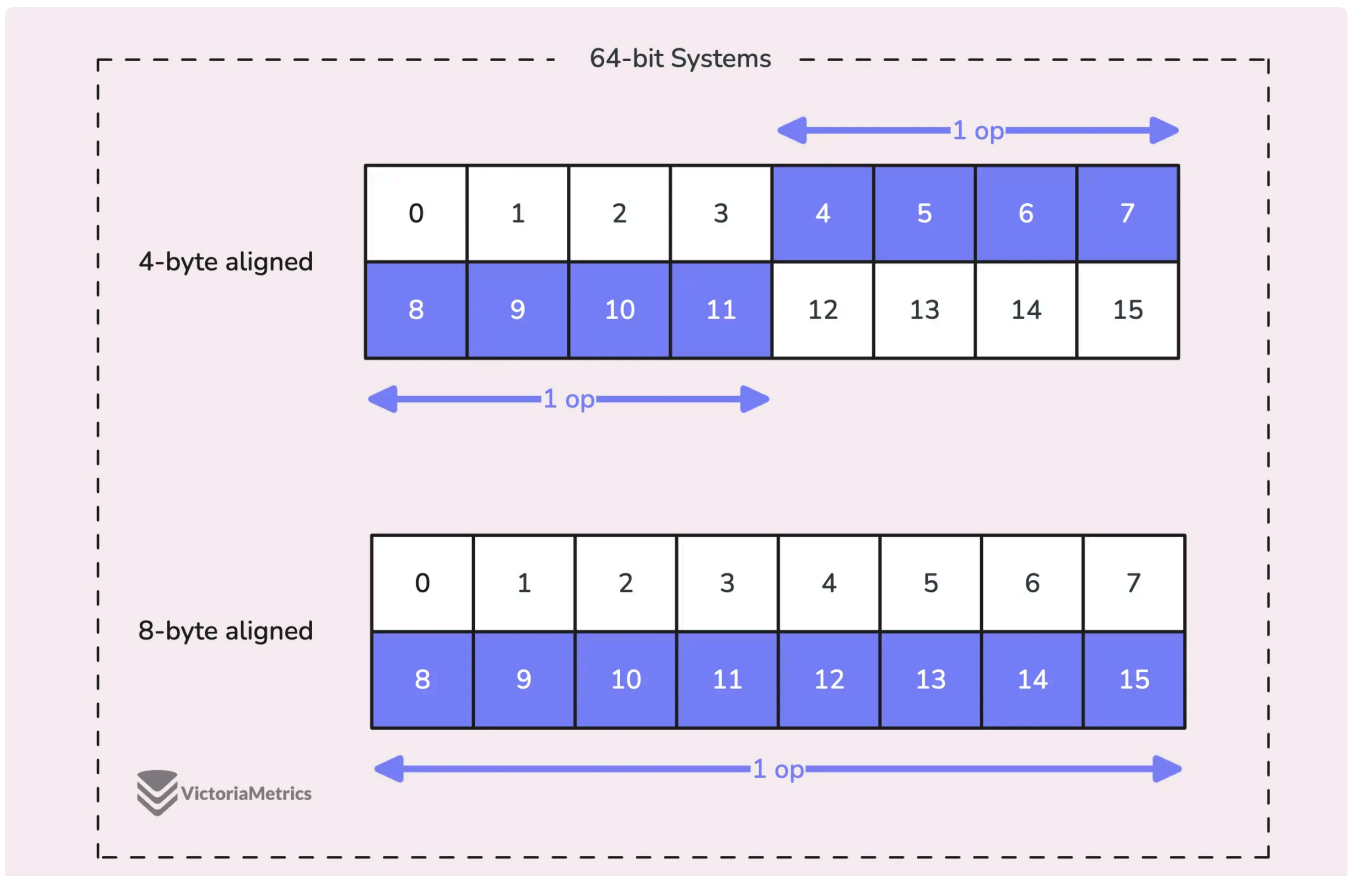 64-bit Systems
1 op
0 1 2 3 4 5 6 7
4-byte aligned
8 9 10 11 12 13 14 15
1 op
0 1 2 3 4 5 6 7
8-byte aligned
8 9 10 11 12 13 14 15
1 op
VictoriaMetrics